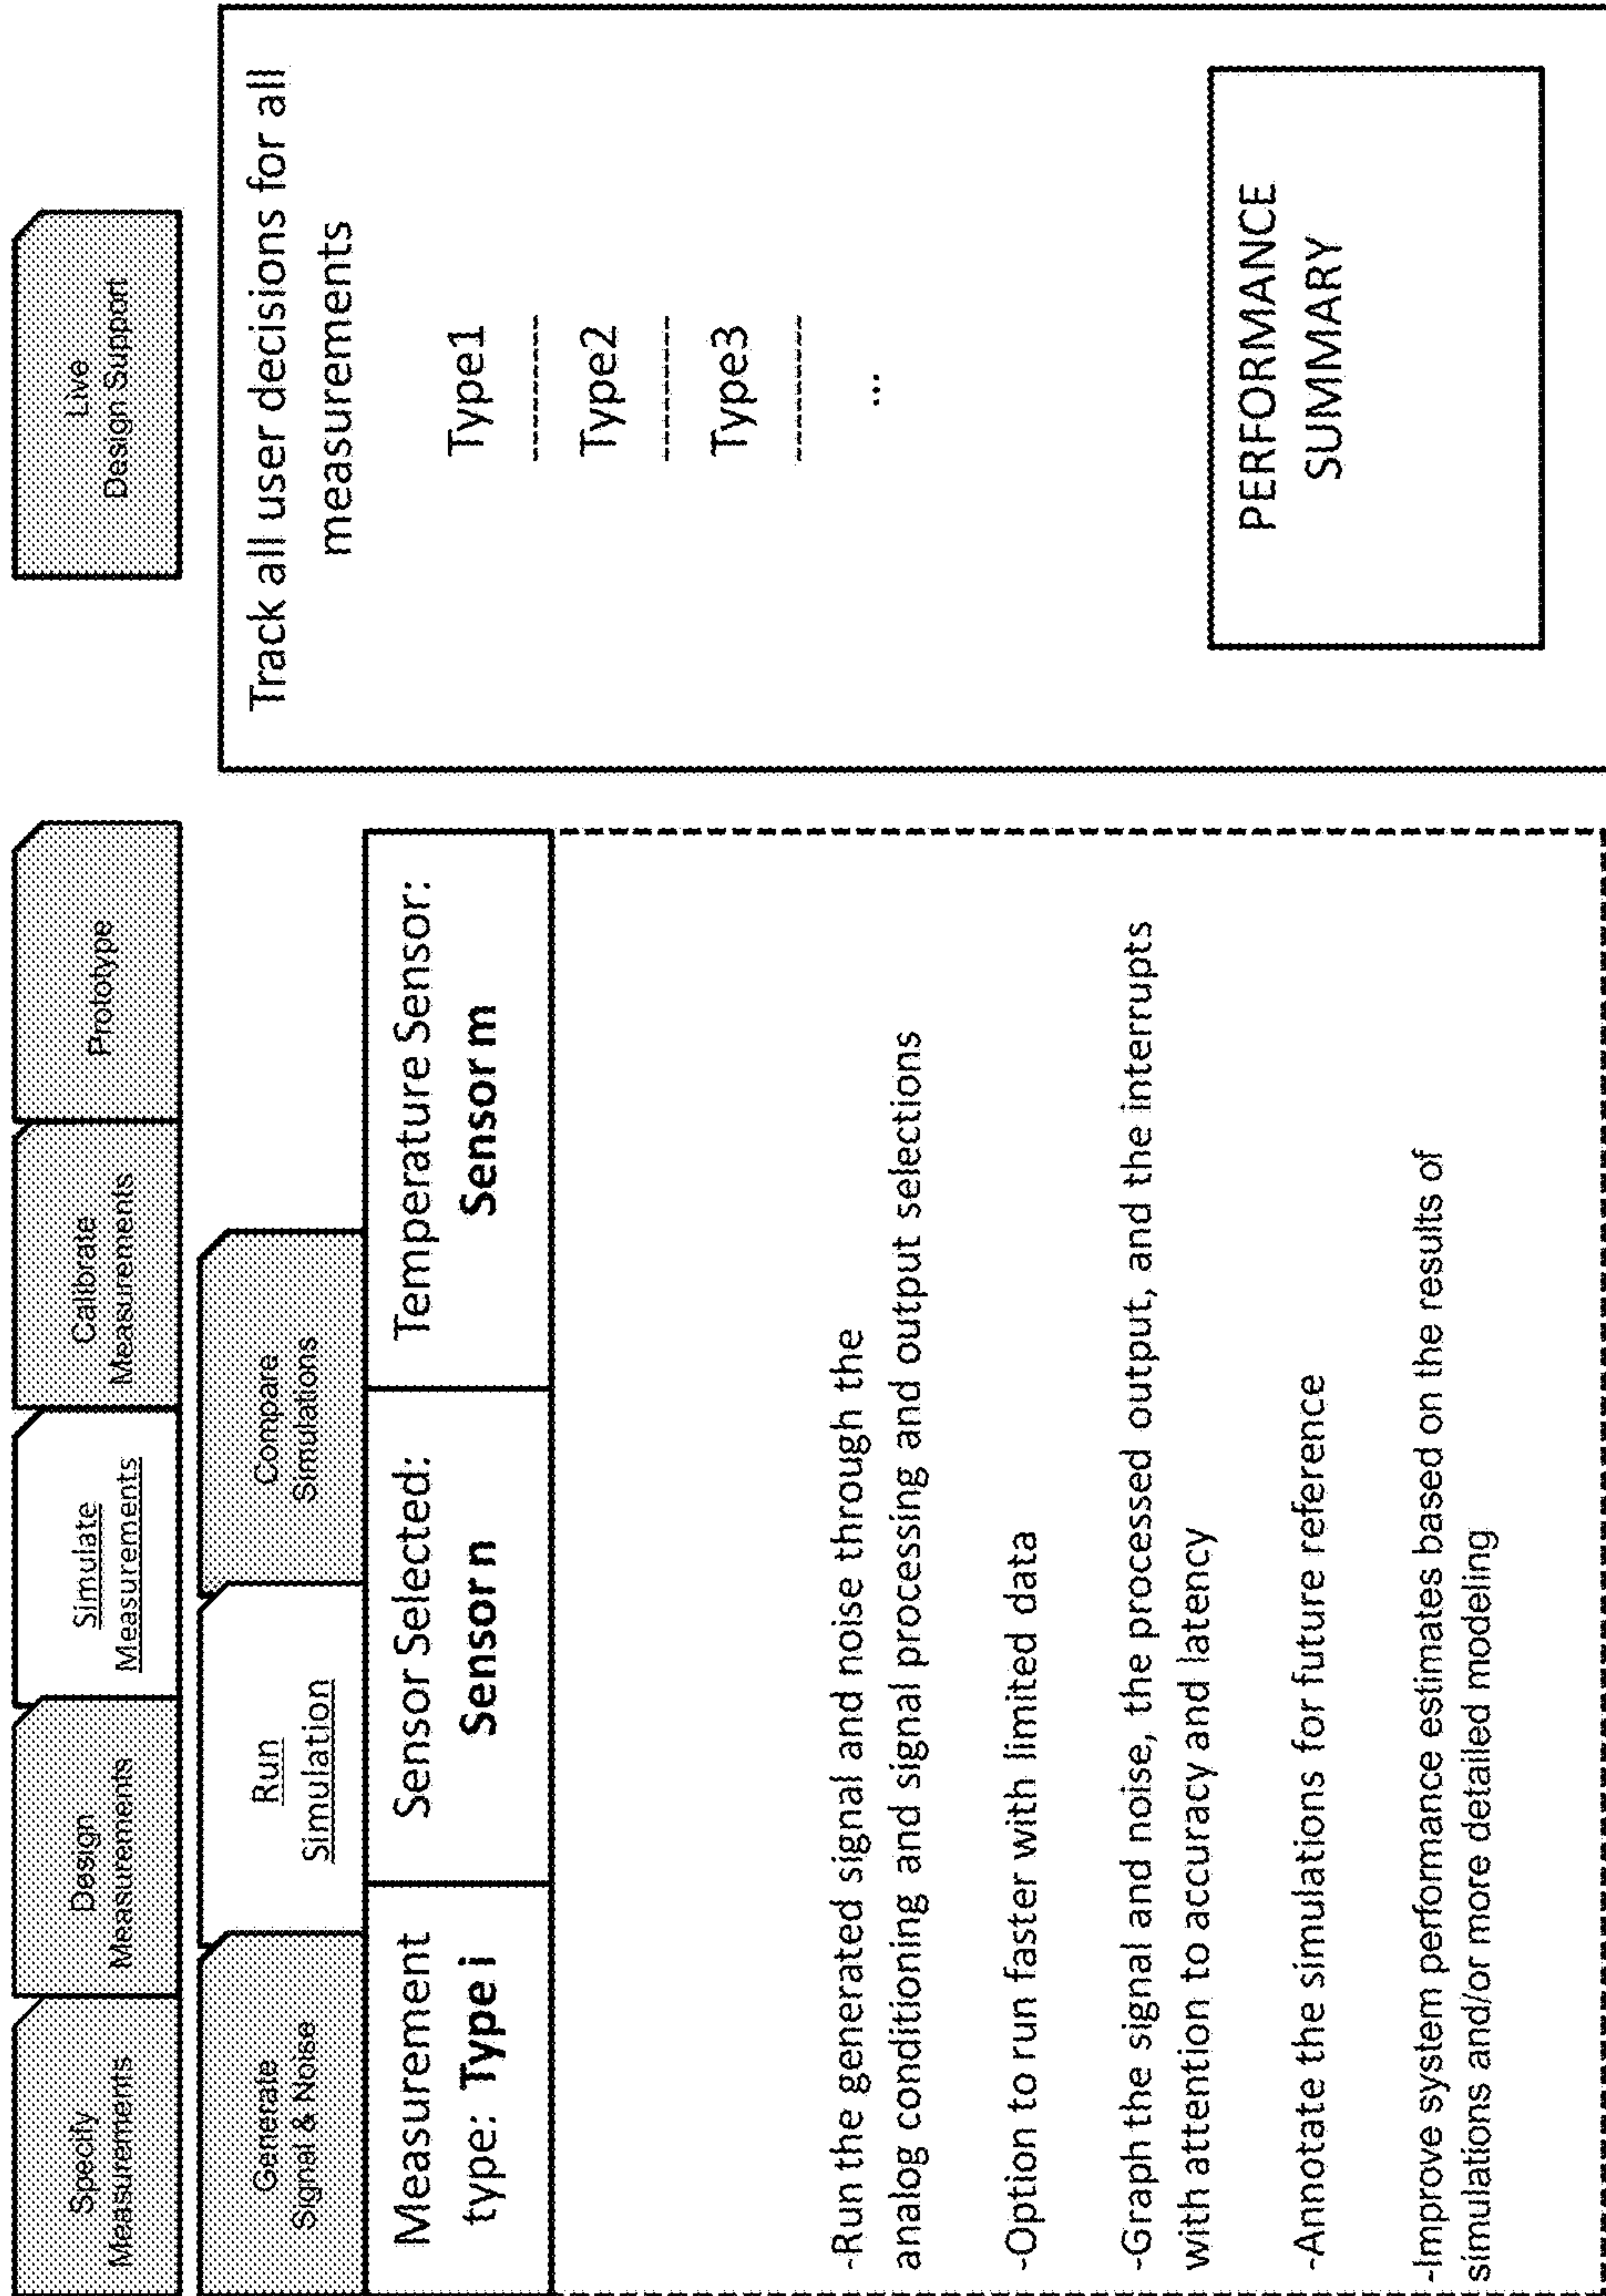 Specify
Measurements
Design
Measurements
Simulate
Measurements
Calibrate
Measurements
Prototype
Live
Design Support
Generate
Signal & Noise
Run
Simulation
Compare
Simulations
Measurement
type: Type i
Sensor Selected:
Sensor n
Temperature Sensor:
Sensor m
-Run the generated signal and noise through the
analog conditioning and signal processing and output selections
-Option to run faster with limited data
-Graph the signal and noise, the processed output, and the interrupts
with attention to accuracy and latency
-Annotate the simulations for future reference
-Improve system performance estimates based on the results of
simulations and/or more detailed modeling
Track all user decisions for all
measurements
Type1
---------
Type2
---------
Type3
---------
...
PERFORMANCE
SUMMARY